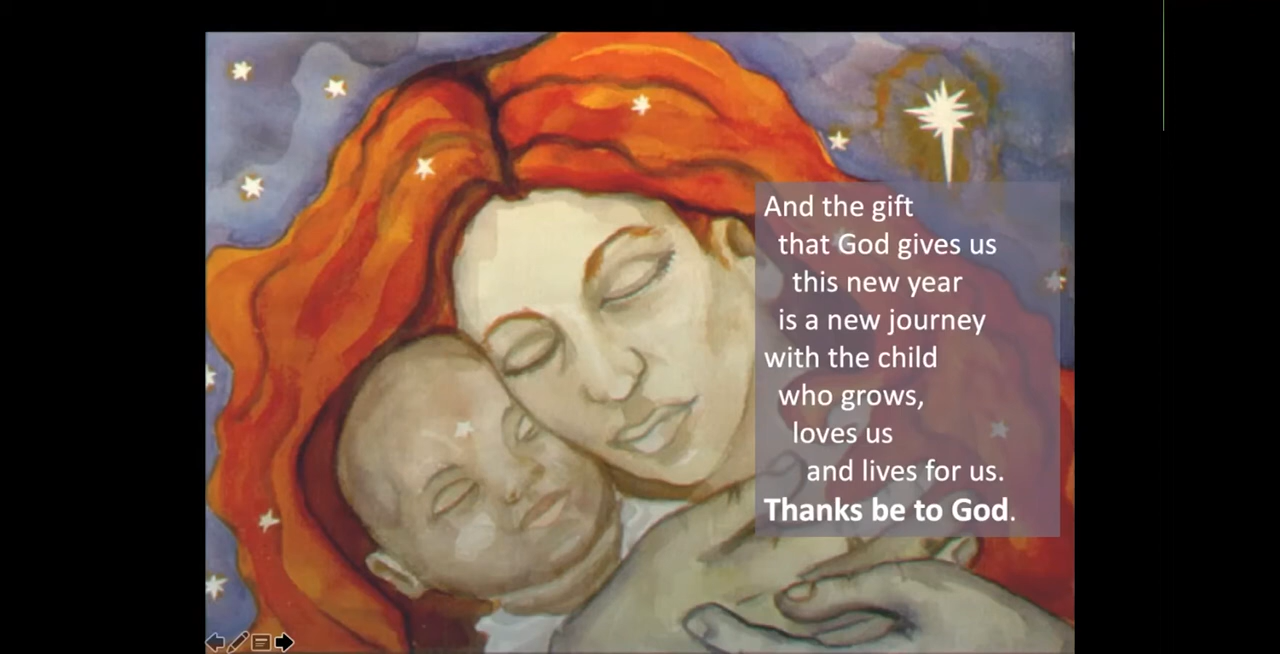 And the gift
that God gives us
this new year
is a new journey
with the child
who grows,
loves us
and lives for us.
Thanks be to God.